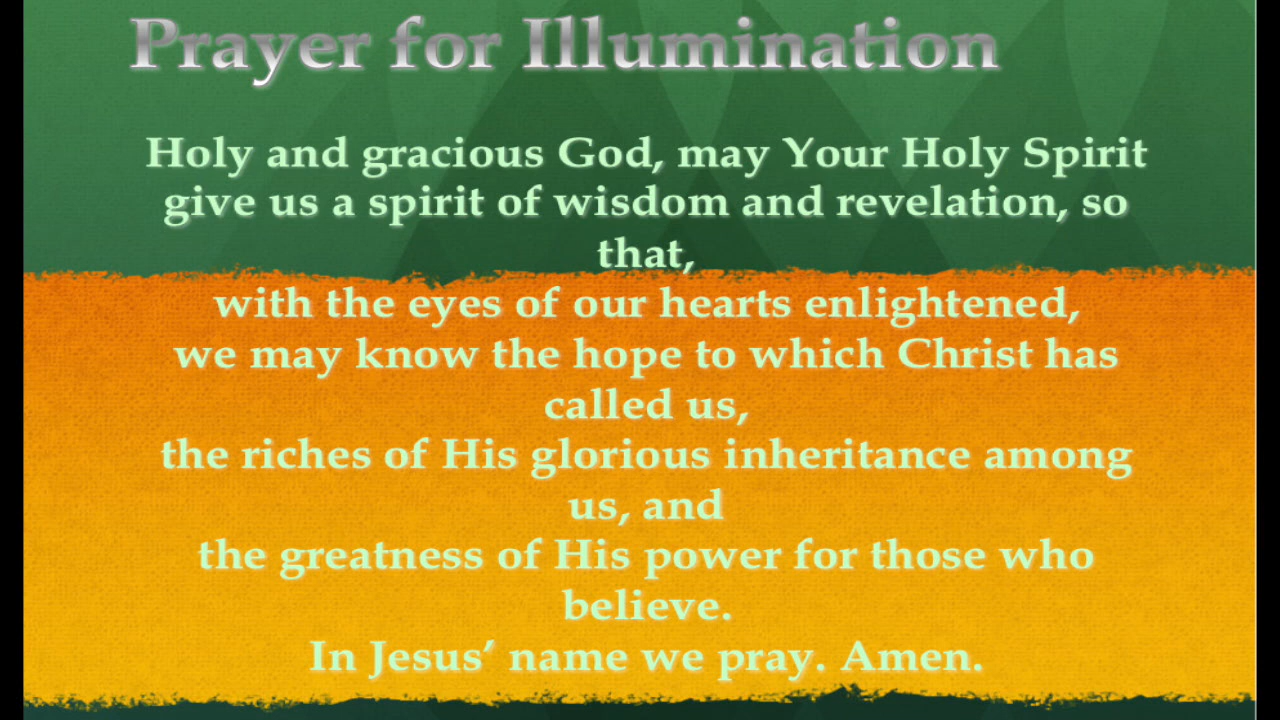 Prayer for Illumination
Holy and gracious God, may Your Holy Spirit
give us a spirit of wisdom and revelation, so
that,
with the eyes of our hearts enlightened,
we may know the hope to which Christ has
called us,
the riches of His glorious inheritance among
us, and
the greatness of His power for those who
believe.
In Jesus’ name we pray. Amen.